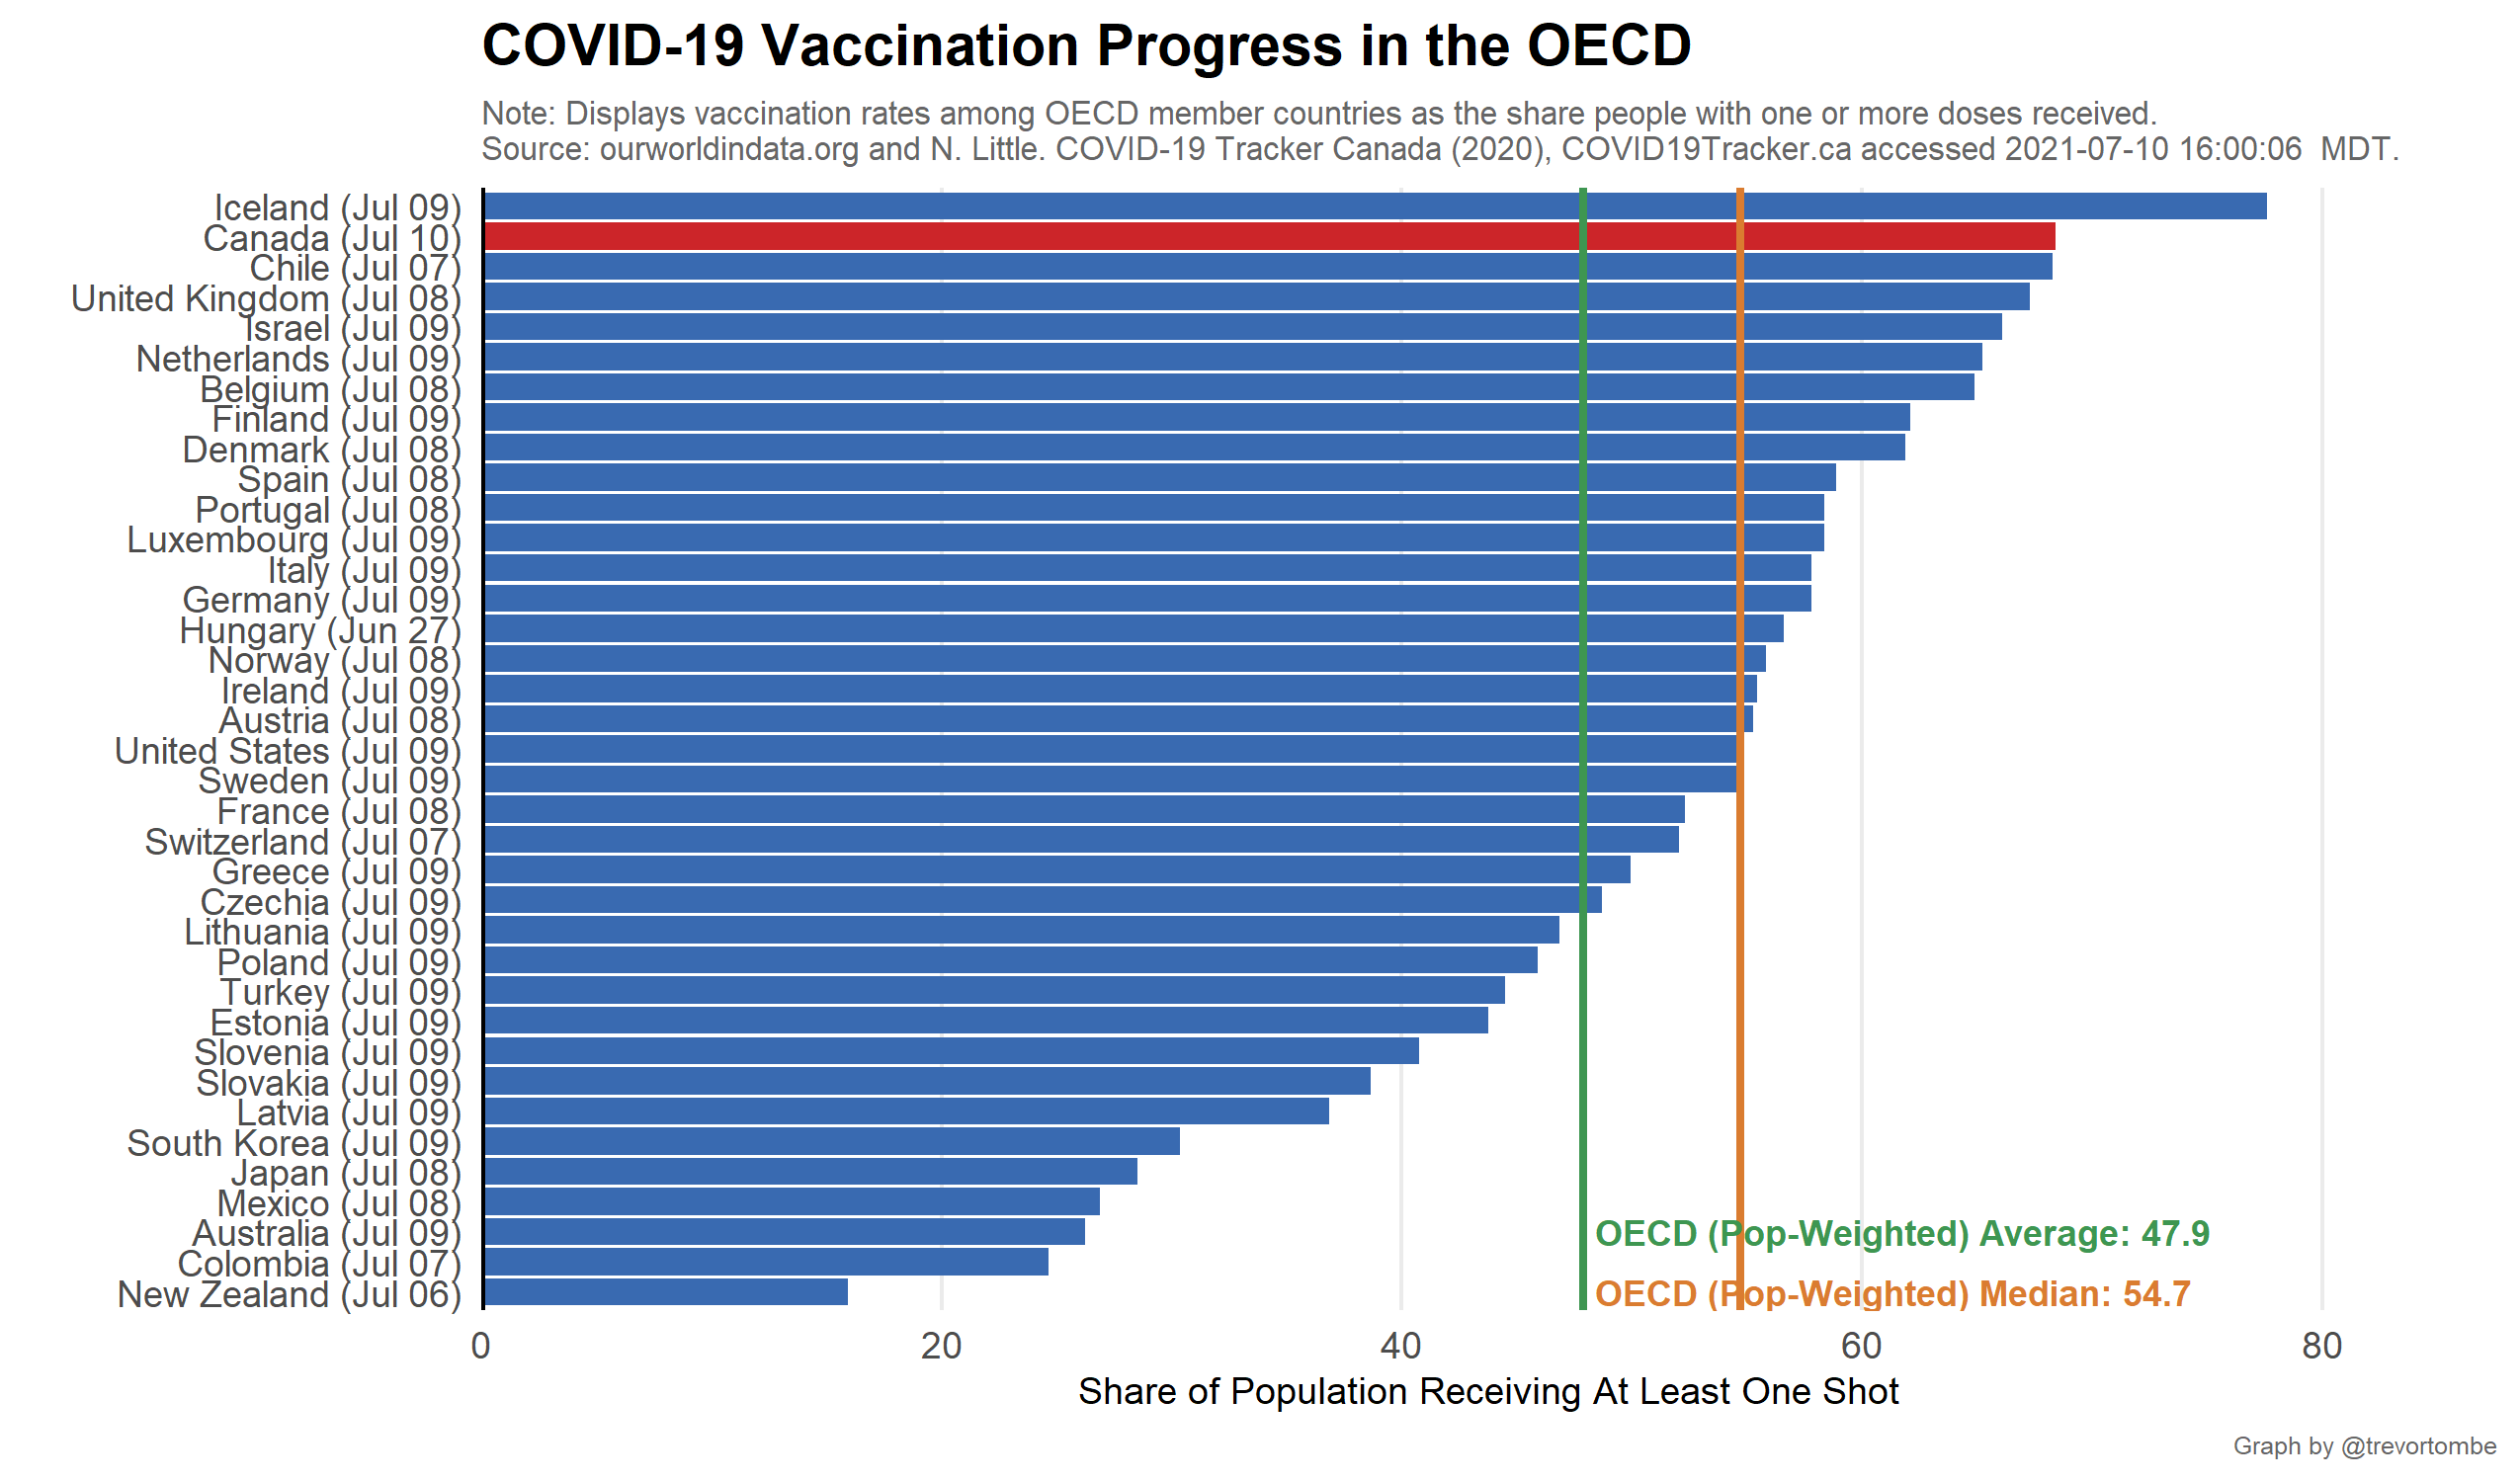 COVID-19 Vaccination Progress in the OECD
Note: Displays vaccination rates among OECD member countries as the share people with one or more doses received.
Source: ourworldindata.org and N. Little. COVID-19 Tracker Canada (2020), COVID19Tracker.ca accessed 2021-07-10 16:00:06  MDT.
Iceland (Jul 09)
Canada (Jul 10)
Chile (Jul 07)
United Kingdom (Jul 08)
Israel (Jul 09)
Netherlands (Jul 09)
Belgium (Jul 08)
Finland (Jul 09)
Denmark (Jul 08)
Spain (Jul 08)
Portugal (Jul 08)
Luxembourg (Jul 09)
Italy (Jul 09)
Germany (Jul 09)
Hungary (Jun 27)
Norway (Jul 08)
Ireland (Jul 09)
Austria (Jul 08)
United States (Jul 09)
Sweden (Jul 09)
France (Jul 08)
Switzerland (Jul 07)
Greece (Jul 09)
Czechia (Jul 09)
Lithuania (Jul 09)
Poland (Jul 09)
Turkey (Jul 09)
Estonia (Jul 09)
Slovenia (Jul 09)
Slovakia (Jul 09)
Latvia (Jul 09)
South Korea (Jul 09)
Japan (Jul 08)
Mexico (Jul 08)
Australia (Jul 09)
Colombia (Jul 07)
New Zealand (Jul 06)
OECD (Pop-Weighted) Average: 47.9
OECD (Pop-Weighted) Median: 54.7
0 20 40 60 80
Share of Population Receiving At Least One Shot
Graph by @trevortombe